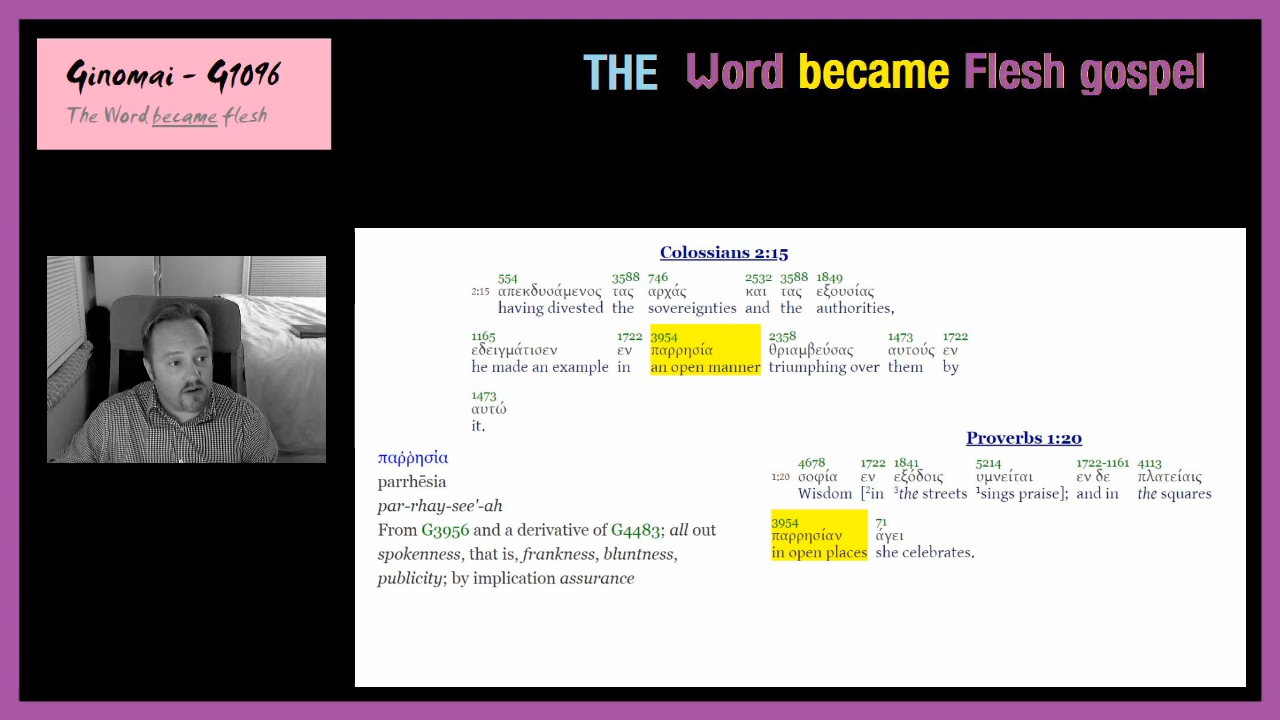 Ginomai - G1096
The Word became flesh
THE Word became Flesh gospel
Colossians 2:15
554 3588 746 2532 3588 1849
2:15 απεκδυσάμενος τας αρχάς και τας εξουσίας
having divested the sovereignties and the authorities,
1165 1722 3954 2358 1473 1722
εδειγμάτισεν εν παρρησία θριαμβεύσας αυτούς εν
he made an example in an open manner triumphing over them by
1473
αυτώ
it.
παῤῥησία
parrhēsia
par-rhay-see'-ah
From G3956 and a derivative of G4483; all out
spokenness, that is, frankness, bluntness,
publicity; by implication assurance
Proverbs 1:20
4678 1722 1841 5214 1722-1161 4113
1:20 σοφία εν εξόδοις υμνείται εν δε πλατείαις
Wisdom [²in ³the streets ¹sings praise]; and in the squares
3954 71
παρρησίαν άγει
in open places she celebrates.